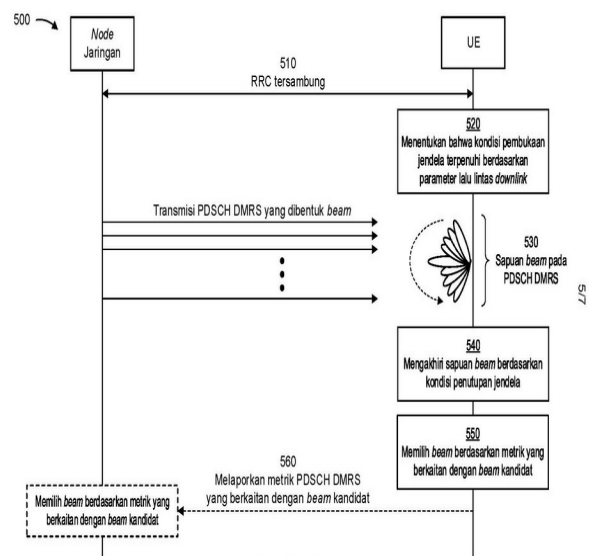 500
Node
Jaringan
UE
510
RRC tersambung
520
Menentukan bahwa kondisi pembukaan
jendela terpenuhi berdasarkan
parameter lalu lintas downlink
Transmisi PDSCH DMRS yang dibentuk beam
530
Sapuan beam pada
PDSCH DMRS
5/7
540
Mengakhiri sapuan beam berdasarkan
kondisi penutupan jendela
550
Memilih beam berdasarkan metrik yang
berkaitan dengan beam kandidat
560
Melaporkan metrik PDSCH DMRS
yang berkaitan dengan beam kandidat
Memilih beam berdasarkan metrik yang
berkaitan dengan beam kandidat